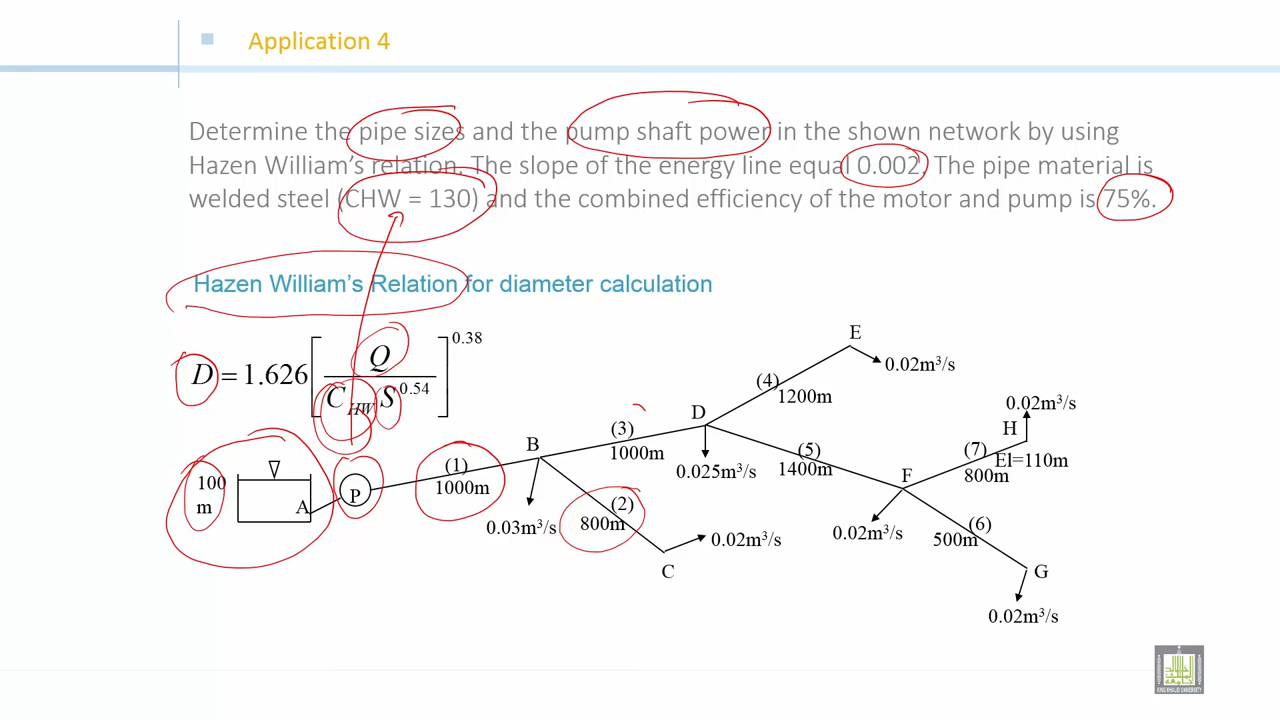 Application 4
Determine the pipe sizes and the pump shaft power in the shown network by using
Hazen William's relation. The slope of the energy line equal 0.002. The pipe material is
welded steel (CHW = 130) and the combined efficiency of the motor and pump is 75%.
Hazen William's Relation for diameter calculation
D = 1.626 [ Q / C_HW S^0.54 ]^0.38
E
0.02m³/s
(4)
1200m
D
0.02m³/s
H
(3)
1000m
B
(5)
1400m
0.025m³/s
(7)
800m
El=110m
(1)
1000m
F
100
m
A
P
(2)
800m
0.03m³/s
0.02m³/s
0.02m³/s
(6)
500m
C
G
0.02m³/s
KING KHALID UNIVERSITY